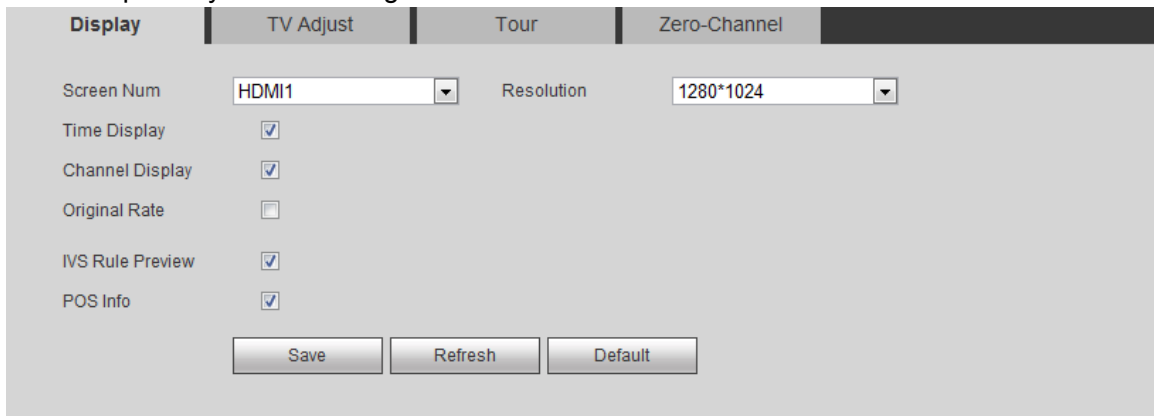 Display TV Adjust Tour Zero-Channel
Screen Num HDMI1 Resolution 1280*1024
Time Display
Channel Display
Original Rate
IVS Rule Preview
POS Info
Save Refresh Default